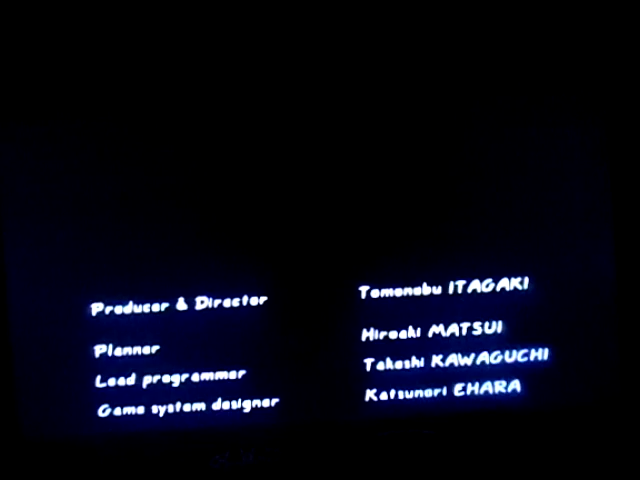 Producer & Director Tomonobu ITAGAKI
Planner Hiroaki MATSUI
Lead programmer Takeshi KAWAGUCHI
Game system designer Katsunori EHARA